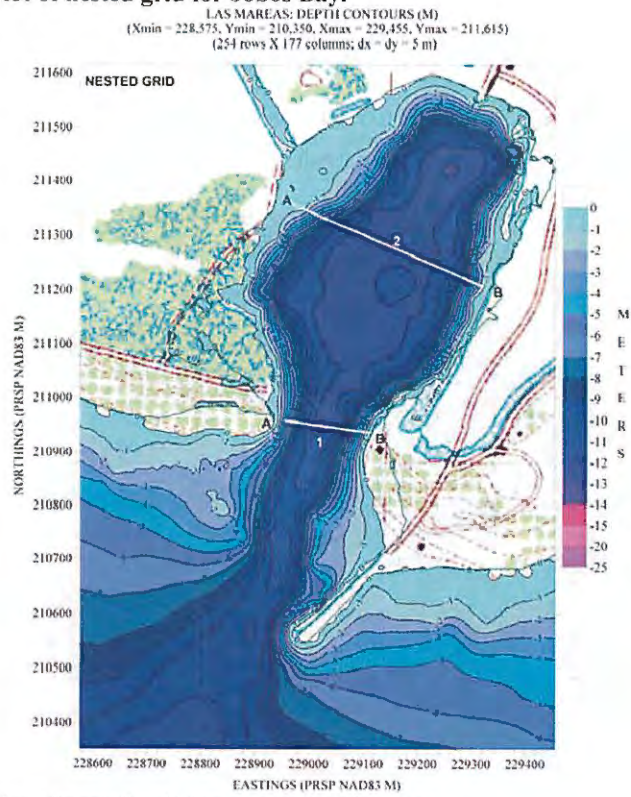 LAS MAREAS: DEPTH CONTOURS (M)
(Xmin = 228,575, Ymin = 210,350, Xmax = 229,455, Ymax = 211,615)
(254 rows X 177 columns; dx = dy = 5 m)
NESTED GRID
211600
211500
211400
211300
211200
211100
211000
210900
210800
210700
210600
210500
210400
NORTHINGS (PRSP NAD83 M)
A
2
B
A
1
B
0
-1
-2
-3
-4
-5
-6
-7
-8
-9
-10
-11
-12
-13
-14
-15
-20
-25
M
E
T
E
R
S
228600 228700 228800 228900 229000 229100 229200 229300 229400
EASTINGS (PRSP NAD83 M)